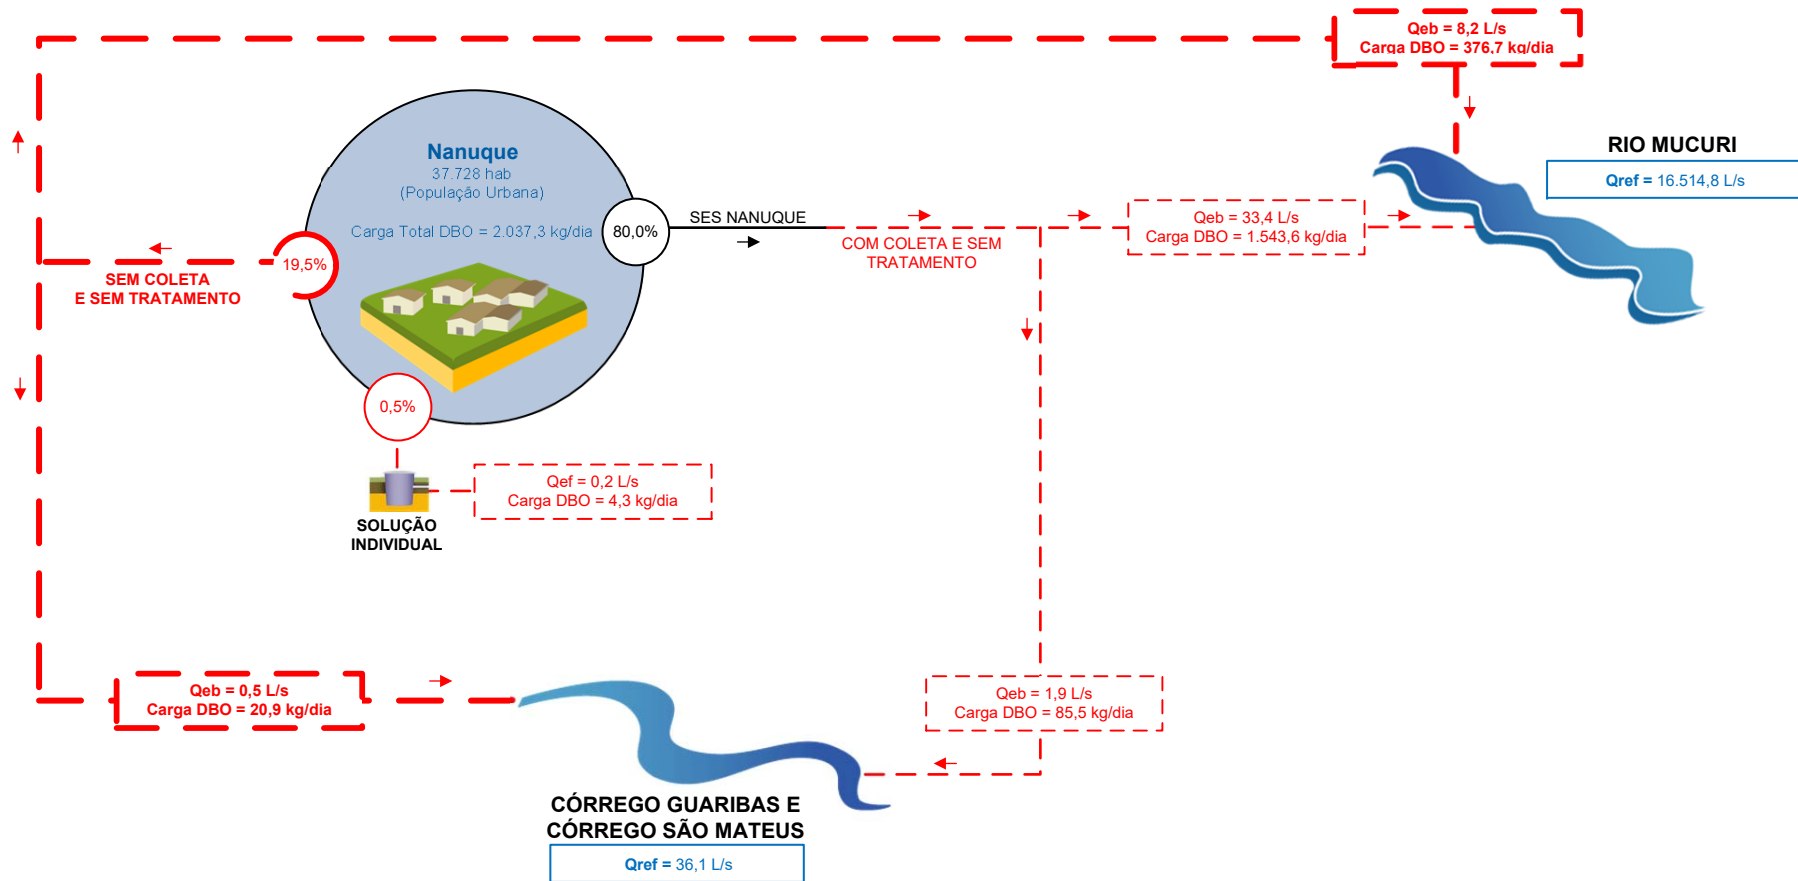 Qeb = 8,2 L/s
Carga DBO = 376,7 kg/dia
RIO MUCURI
Qref = 16.514,8 L/s
Nanuque
37.728 hab
(População Urbana)
Carga Total DBO = 2.037,3 kg/dia
80,0%
SES NANUQUE
COM COLETA E SEM
TRATAMENTO
Qeb = 33,4 L/s
Carga DBO = 1.543,6 kg/dia
19,5%
SEM COLETA
E SEM TRATAMENTO
0,5%
Qef = 0,2 L/s
Carga DBO = 4,3 kg/dia
SOLUÇÃO
INDIVIDUAL
Qeb = 0,5 L/s
Carga DBO = 20,9 kg/dia
Qeb = 1,9 L/s
Carga DBO = 85,5 kg/dia
CÓRREGO GUARIBAS E
CÓRREGO SÃO MATEUS
Qref = 36,1 L/s